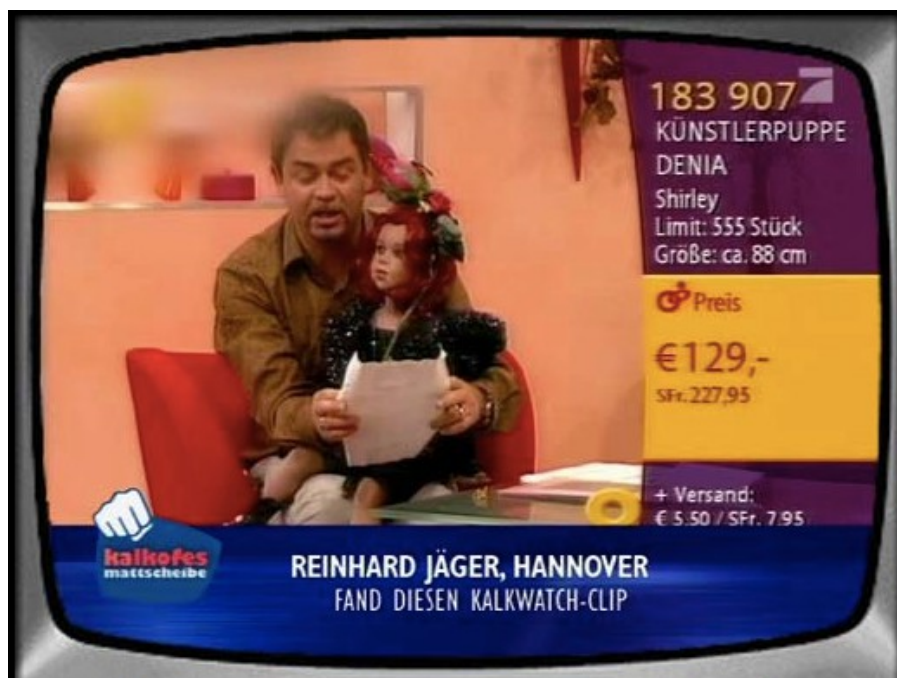 183 907
KÜNSTLERPUPPE
DENIA
Shirley
Limit: 555 Stück
Größe: ca. 88 cm
Preis
€129,-
SFr. 227,95
+ Versand:
€ 5.50 / SFr. 7.95
kalkofes
mattscheibe
REINHARD JÄGER, HANNOVER
FAND DIESEN KALKWATCH-CLIP